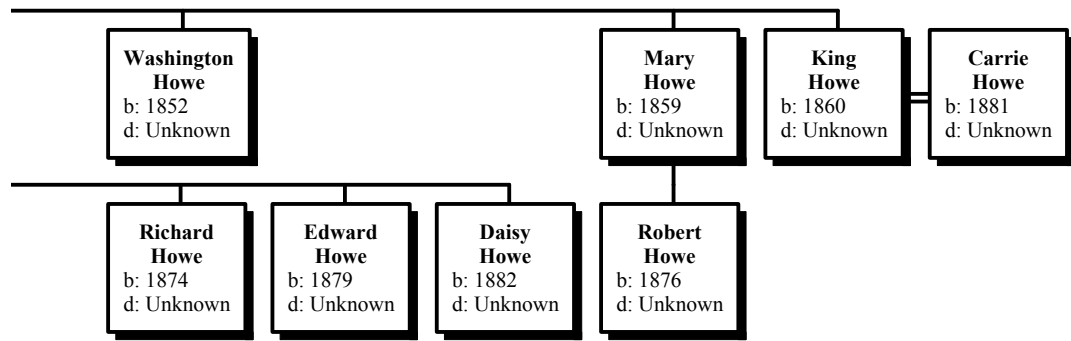 Washington
Howe
b: 1852
d: Unknown
Mary
Howe
b: 1859
d: Unknown
King
Howe
b: 1860
d: Unknown
Carrie
Howe
b: 1881
d: Unknown
Richard
Howe
b: 1874
d: Unknown
Edward
Howe
b: 1879
d: Unknown
Daisy
Howe
b: 1882
d: Unknown
Robert
Howe
b: 1876
d: Unknown